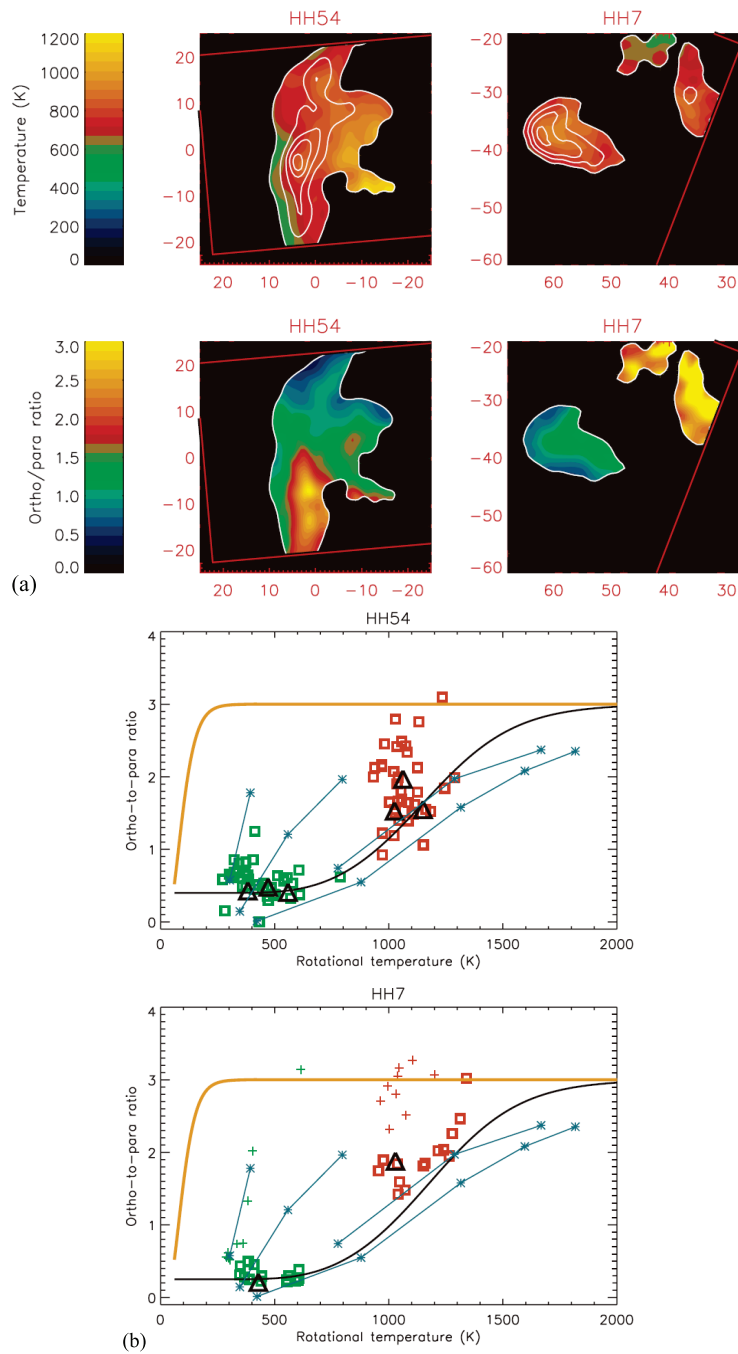 HH54 HH7
Temperature (K)
1200
1000
800
600
400
200
0
20
10
0
−10
−20
20 10 0 −10 −20
−20
−30
−40
−50
−60
60 50 40 30
HH54 HH7
Ortho/para ratio
3.0
2.5
2.0
1.5
1.0
0.5
0.0
20
10
0
−10
−20
20 10 0 −10 −20
−20
−30
−40
−50
−60
60 50 40 30
(a)
HH54
Ortho−to−para ratio
4
3
2
1
0
0 500 1000 1500 2000
Rotational temperature (K)
HH7
Ortho−to−para ratio
4
3
2
1
0
0 500 1000 1500 2000
Rotational temperature (K)
(b)